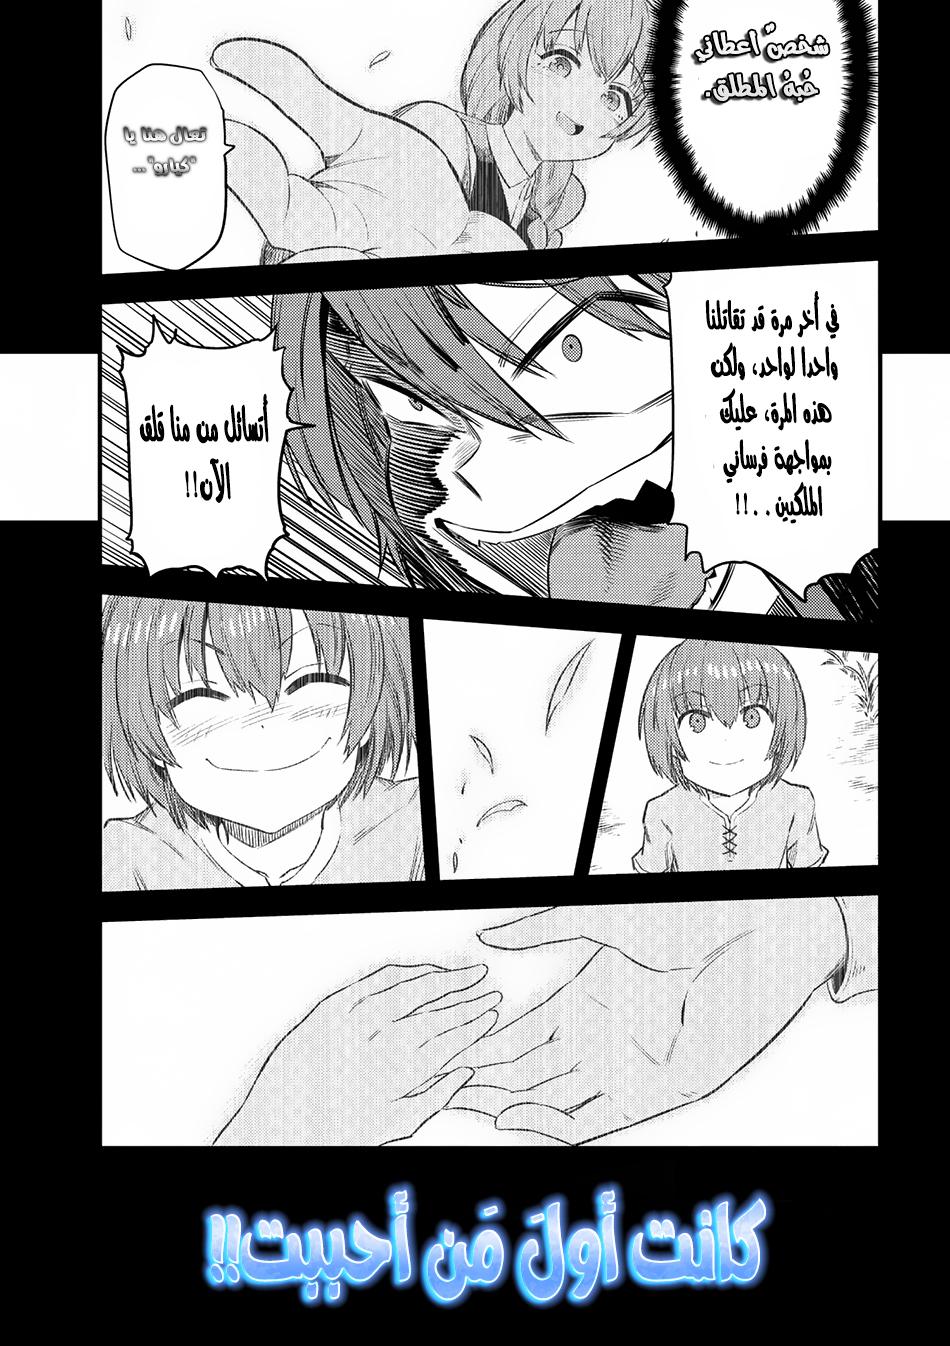 شخصٌ أعطاني
حُبهُ المطلق.
تعال هنا يا
"كيارو" ...
في أخر مرة قد تقاتلنا
واحدا لواحد، ولكن
هذه المرة، عليك
بمواجهة فرساني
الملكيين . . !!
أتسائل من منا قلق
الآن!!
كانت أولَ مَن أحببت!!